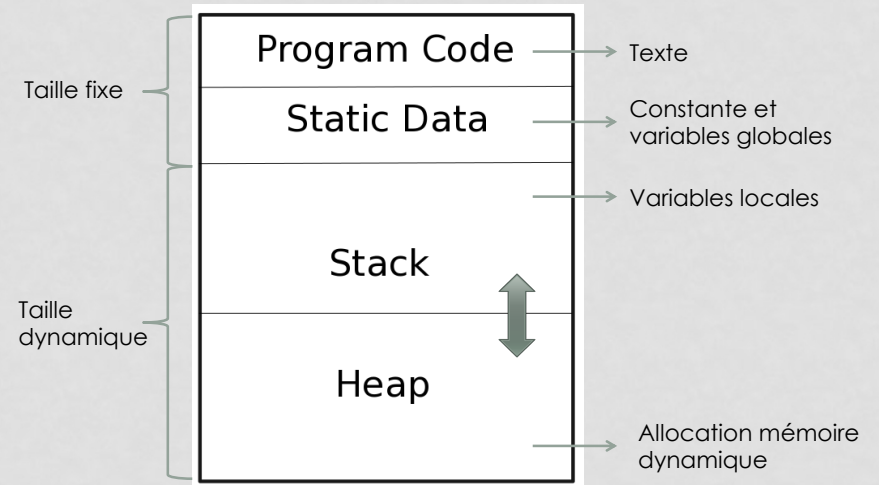 Program Code
Texte
Taille fixe
Static Data
Constante et
variables globales
Variables locales
Stack
Taille
dynamique
Heap
Allocation mémoire
dynamique